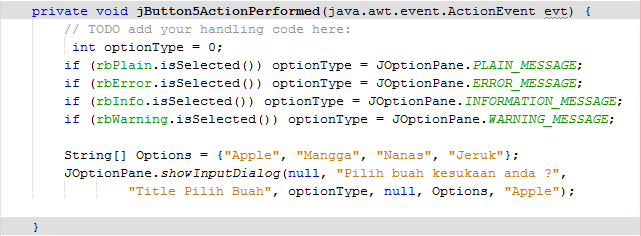 private void jButton5ActionPerformed(java.awt.event.ActionEvent evt) {
// TODO add your handling code here:
int optionType = 0;
if (rbPlain.isSelected()) optionType = JOptionPane.PLAIN_MESSAGE;
if (rbError.isSelected()) optionType = JOptionPane.ERROR_MESSAGE;
if (rbInfo.isSelected()) optionType = JOptionPane.INFORMATION_MESSAGE;
if (rbWarning.isSelected()) optionType = JOptionPane.WARNING_MESSAGE;
String[] Options = {"Apple", "Mangga", "Nanas", "Jeruk"};
JOptionPane.showInputDialog(null, "Pilih buah kesukaan anda ?",
"Title Pilih Buah", optionType, null, Options, "Apple");
}